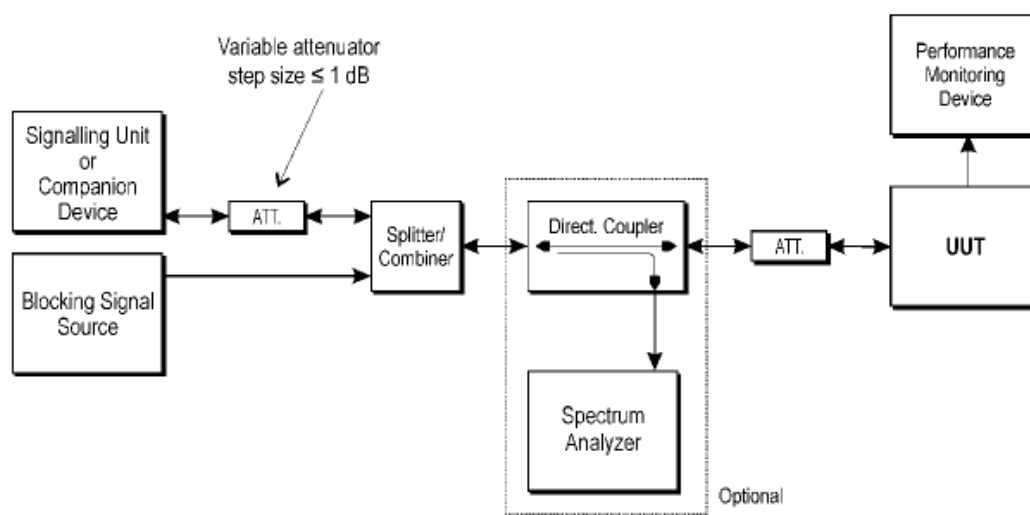 Variable attenuator
step size ≤ 1 dB
Performance
Monitoring
Device
Signalling Unit
or
Companion
Device
ATT.
Splitter/
Combiner
Direct. Coupler
ATT.
UUT
Blocking Signal
Source
Spectrum
Analyzer
Optional